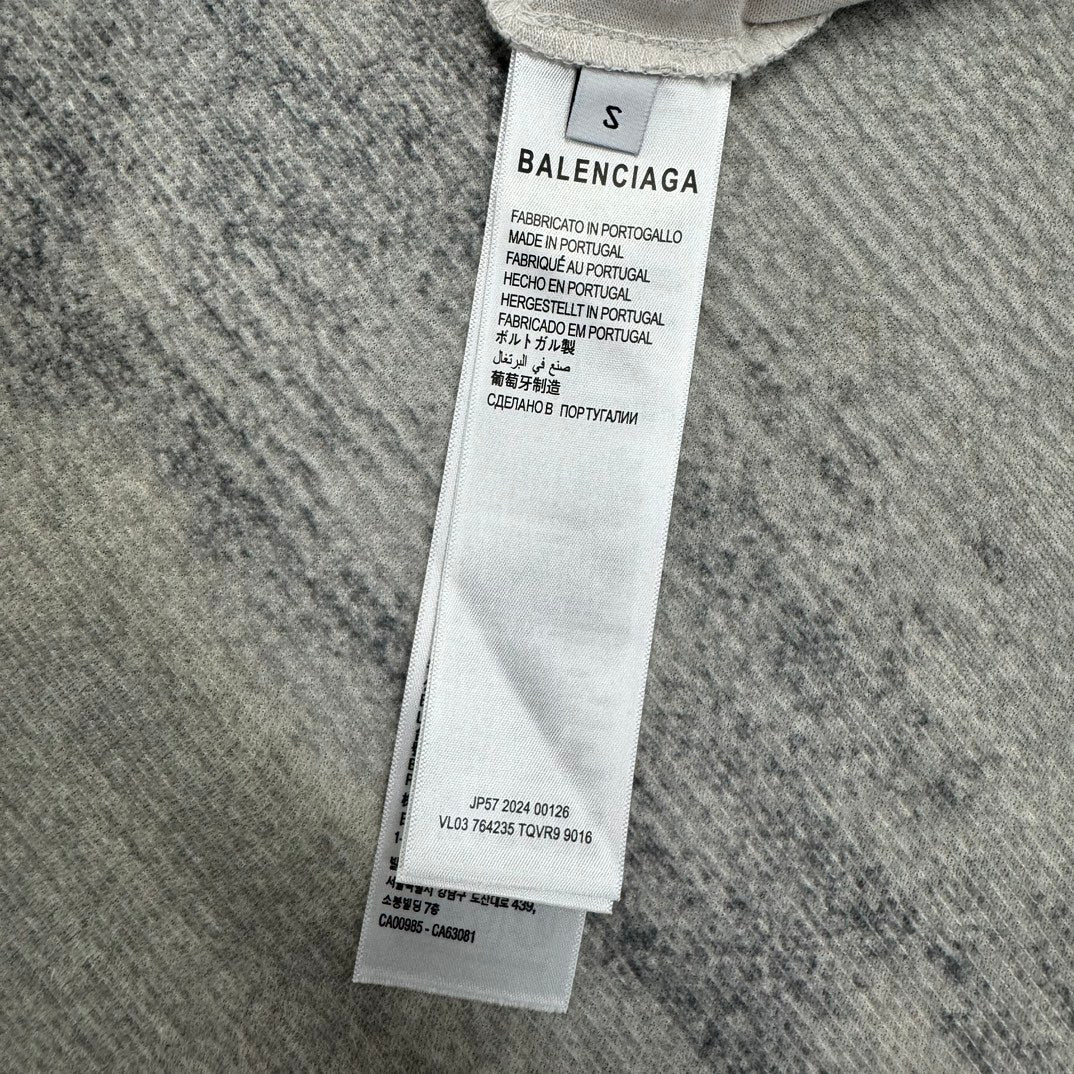 S
BALENCIAGA
FABBRICATO IN PORTOGALLO
MADE IN PORTUGAL
FABRIQUÉ AU PORTUGAL
HECHO EN PORTUGAL
HERGESTELLT IN PORTUGAL
FABRICADO EM PORTUGAL
ポルトガル製
صنع في البرتغال
葡萄牙制造
СДЕЛАНО В ПОРТУГАЛИИ
JP57 2024 00126
VL03 764235 TQVR9 9016
서울특별시 강남구 도산대로 439,
소봉빌딩 7층
CA00985 - CA63081